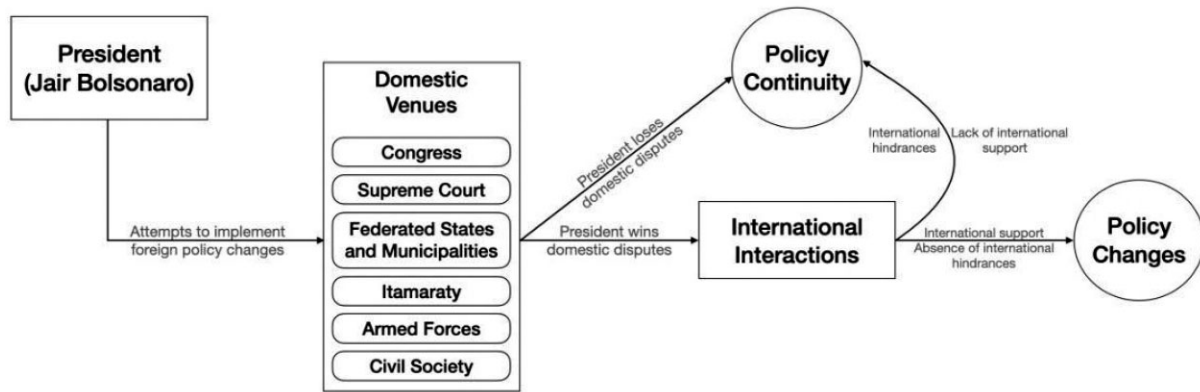 President
(Jair Bolsonaro)
Attempts to implement
foreign policy changes
Domestic
Venues
Congress
Supreme Court
Federated States
and Municipalities
Itamaraty
Armed Forces
Civil Society
President loses
domestic disputes
President wins
domestic disputes
Policy
Continuity
International
hindrances
Lack of international
support
International
Interactions
International support
Absence of international
hindrances
Policy
Changes